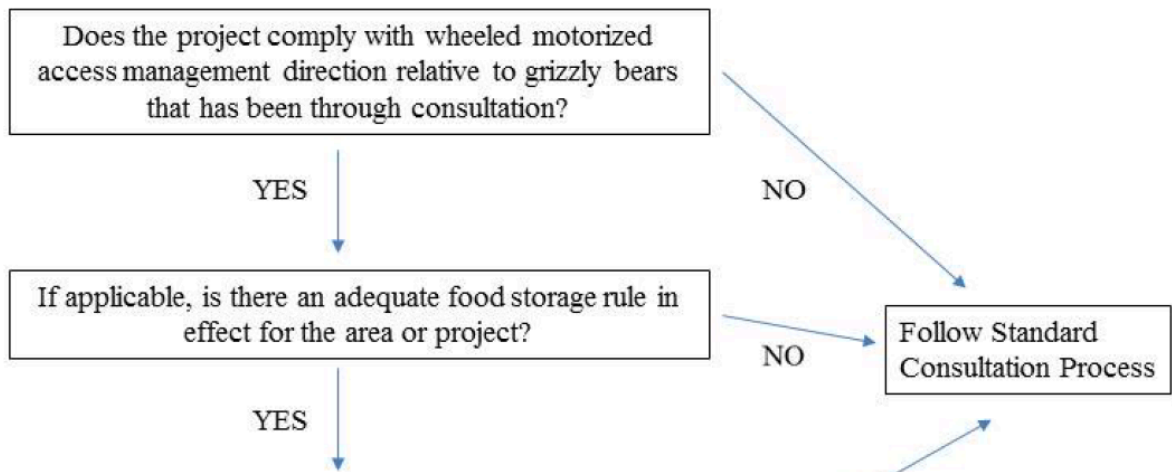 Does the project comply with wheeled motorized
access management direction relative to grizzly bears
that has been through consultation?
YES
NO
If applicable, is there an adequate food storage rule in
effect for the area or project?
Follow Standard
Consultation Process
NO
YES